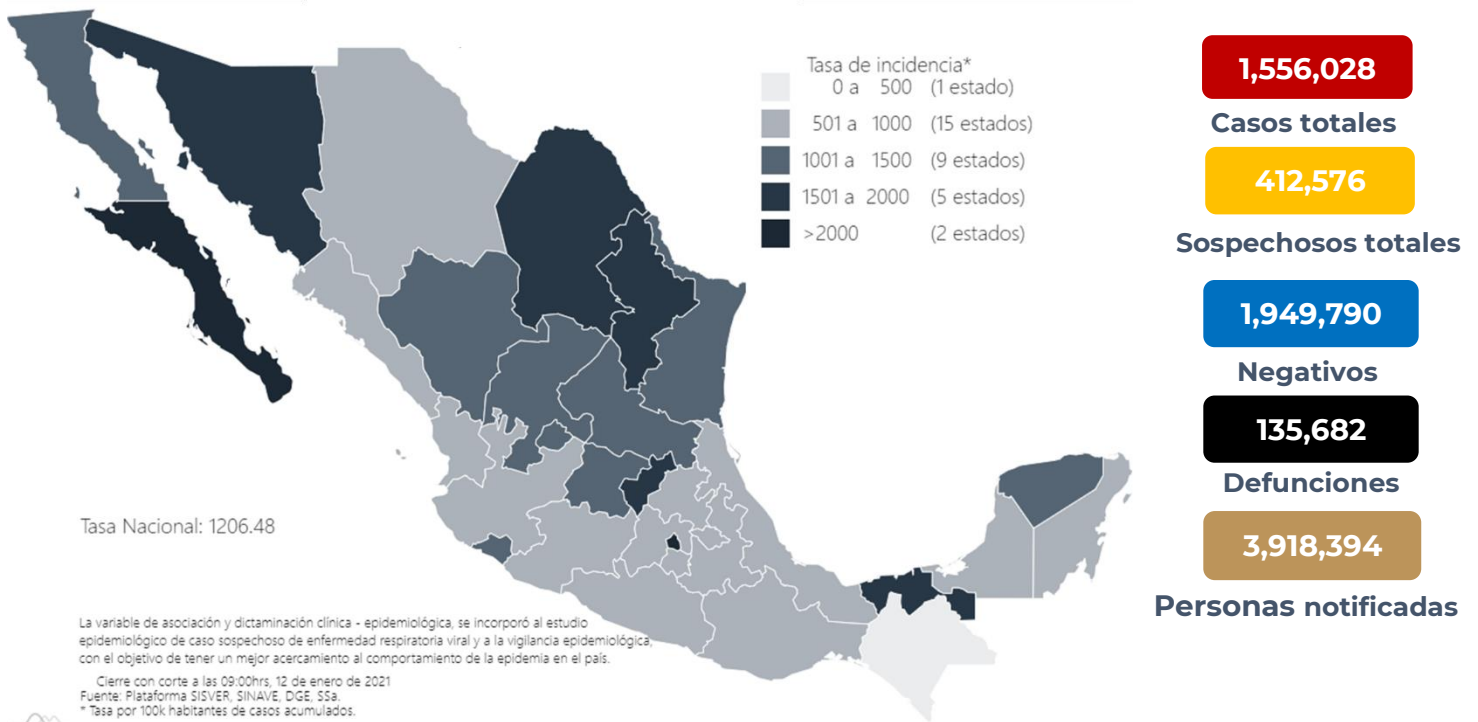 Tasa de incidencia*
0 a 500 (1 estado)
501 a 1000 (15 estados)
1001 a 1500 (9 estados)
1501 a 2000 (5 estados)
>2000 (2 estados)
Tasa Nacional: 1206.48
La variable de asociación y dictaminación clínica - epidemiológica, se incorporó al estudio
epidemiológico de caso sospechoso de enfermedad respiratoria viral y a la vigilancia epidemiológica,
con el objetivo de tener un mejor acercamiento al comportamiento de la epidemia en el país.
Cierre con corte a las 09:00hrs, 12 de enero de 2021
Fuente: Plataforma SISVER, SINAVE, DGE, SSa.
* Tasa por 100k habitantes de casos acumulados.
1,556,028
Casos totales
412,576
Sospechosos totales
1,949,790
Negativos
135,682
Defunciones
3,918,394
Personas notificadas